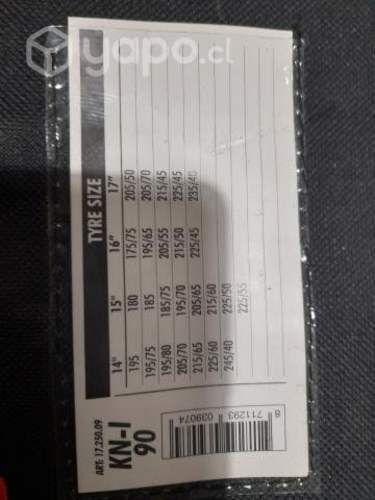 yapo.cl
ART: 17.250.09
KN-I
90
8 711293 039074
TYRE SIZE
14" 15" 16" 17"
195 180 175/75 205/50
195/75 185 195/65 205/70
195/80 185/75 205/55 215/45
205/70 195/70 215/50 225/45
215/65 205/65 225/45 235/40
225/60 215/60
245/40 225/50
225/55